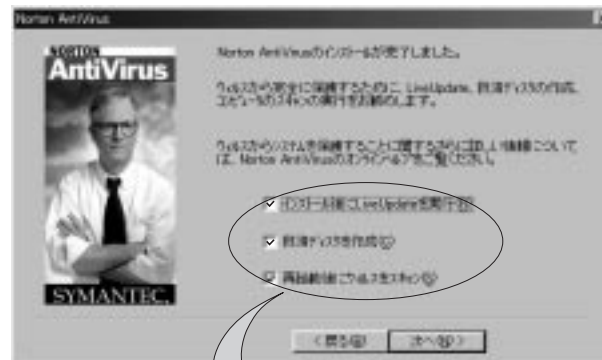 Norton AntiVirus
NORTON
AntiVirus
SYMANTEC.
Norton AntiVirusのインストールが完了しました。
ウィルスから完全に保護するために、LiveUpdate、救済ディスクの作成、
コンピュータのスキャンの実行をお勧めします。
ウィルスからシステムを保護することに関するさらに詳しい情報について
は、Norton AntiVirusのオンラインヘルプをご覧ください。
インストール後にLiveUpdateを実行(R)
救済ディスクを作成(C)
再起動後にウィルスをスキャン(S)
< 戻る(B)
次へ(N) >